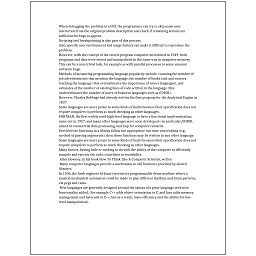 When debugging the problem in a GUI, the programmer can try to skip some user
interaction from the original problem description and check if remaining actions are
sufficient for bugs to appear.
Scripting and breakpointing is also part of this process.
Also, specific user environment and usage history can make it difficult to reproduce the
problem.
However, with the concept of the stored-program computer introduced in 1949, both
programs and data were stored and manipulated in the same way in computer memory.
This can be a non-trivial task, for example as with parallel processes or some unusual
software bugs.
Methods of measuring programming language popularity include: counting the number of
job advertisements that mention the language, the number of books sold and courses
teaching the language (this overestimates the importance of newer languages), and
estimates of the number of existing lines of code written in the language (this
underestimates the number of users of business languages such as COBOL).
However, Charles Babbage had already written his first program for the Analytical Engine in
1837.
Some languages are more prone to some kinds of faults because their specification does not
require compilers to perform as much checking as other languages.
FORTRAN, the first widely used high-level language to have a functional implementation,
came out in 1957, and many other languages were soon developed—in particular, COBOL
aimed at commercial data processing, and Lisp for computer research.
Provided the functions in a library follow the appropriate run-time conventions (e.g.,
method of passing arguments), then these functions may be written in any other language.
Some languages are more prone to some kinds of faults because their specification does not
require compilers to perform as much checking as other languages.
Many factors, having little or nothing to do with the ability of the computer to efficiently
compile and execute the code, contribute to readability.
Allen Downey, in his book How To Think Like A Computer Scientist, writes:
Many computer languages provide a mechanism to call functions provided by shared
libraries.
In 1206, the Arab engineer Al-Jazari invented a programmable drum machine where a
musical mechanical automaton could be made to play different rhythms and drum patterns,
via pegs and cams.
New languages are generally designed around the syntax of a prior language with new
functionality added, (for example C++ adds object-orientation to C, and Java adds memory
management and bytecode to C++, but as a result, loses efficiency and the ability for low-
level manipulation).